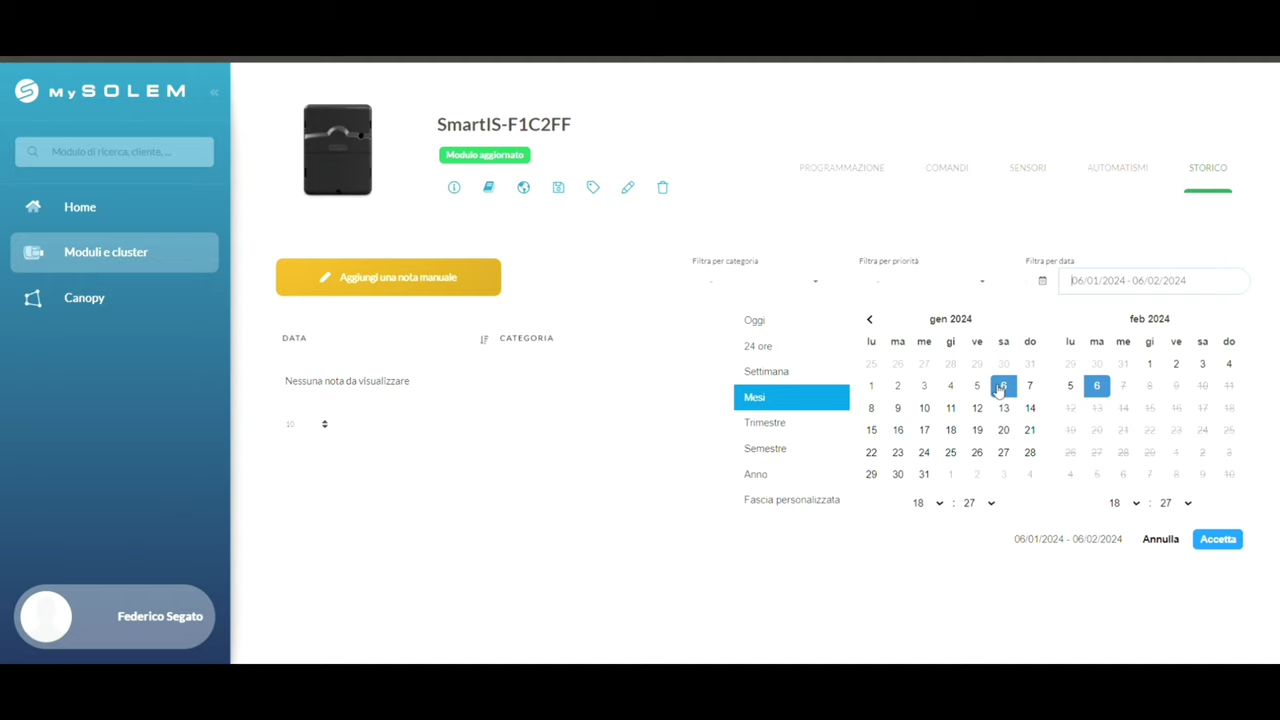 MySOLEM
«
Modulo di ricerca, cliente, ...
Home
Moduli e cluster
Canopy
Federico Segato
SmartIS-F1C2FF
Modulo aggiornato
PROGRAMMAZIONE COMANDI SENSORI AUTOMATISMI STORICO
Aggiungi una nota manuale
Filtra per categoria Filtra per priorità Filtra per data
- - 06/01/2024 - 06/02/2024
DATA CATEGORIA
Nessuna nota da visualizzare
10
Oggi
24 ore
Settimana
Mesi
Trimestre
Semestre
Anno
Fascia personalizzata
gen 2024
lu ma me gi ve sa do
25 26 27 28 29 30 31
1 2 3 4 5 6 7
8 9 10 11 12 13 14
15 16 17 18 19 20 21
22 23 24 25 26 27 28
29 30 31 1 2 3 4
18 : 27
feb 2024
lu ma me gi ve sa do
29 30 31 1 2 3 4
5 6 7 8 9 10 11
12 13 14 15 16 17 18
19 20 21 22 23 24 25
26 27 28 29 1 2 3
4 5 6 7 8 9 10
18 : 27
06/01/2024 - 06/02/2024 Annulla Accetta